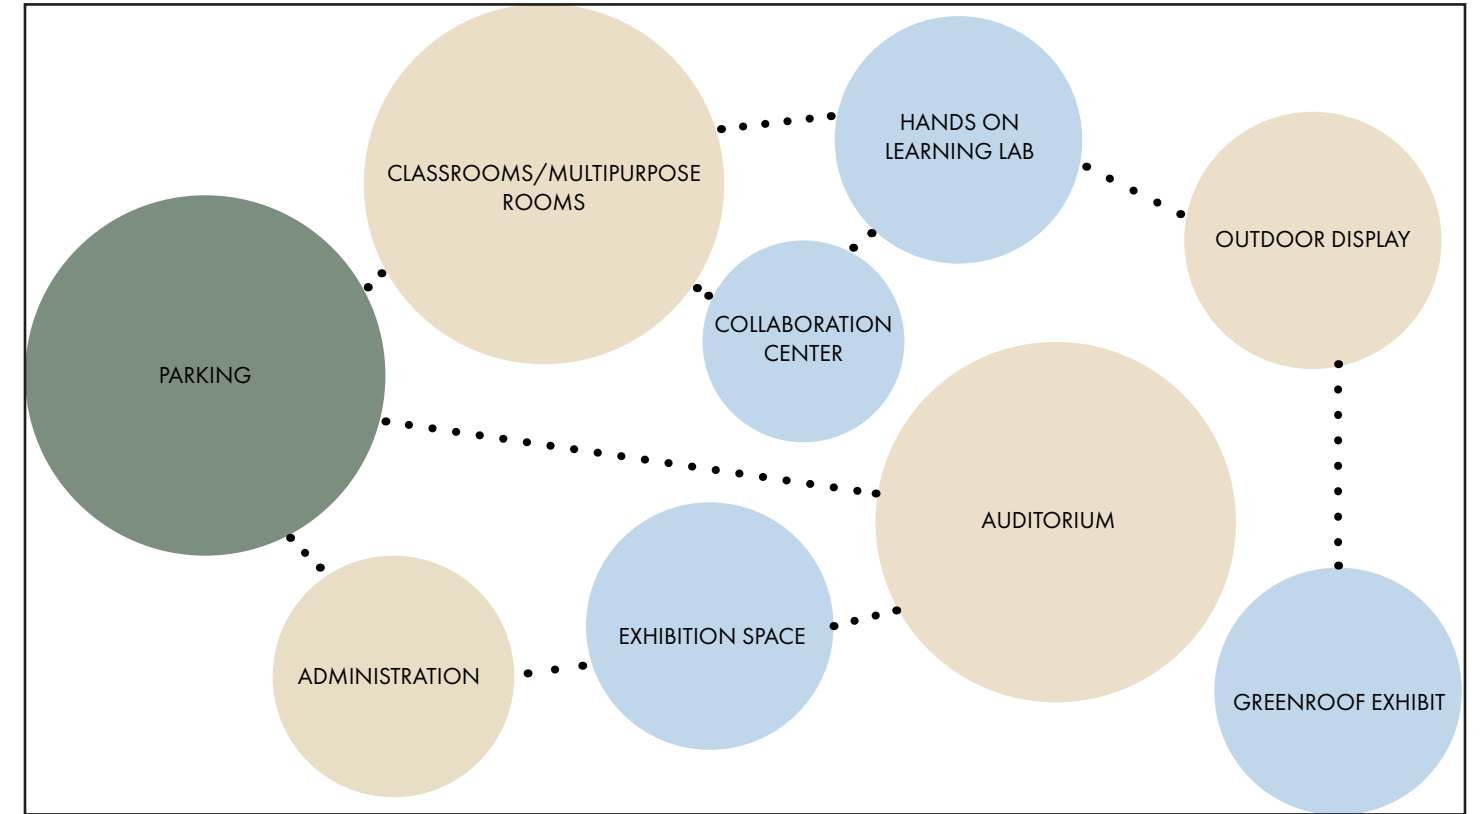 CLASSROOMS/MULTIPURPOSE
ROOMS
HANDS ON
LEARNING LAB
OUTDOOR DISPLAY
COLLABORATION
CENTER
PARKING
AUDITORIUM
EXHIBITION SPACE
ADMINISTRATION
GREENROOF EXHIBIT